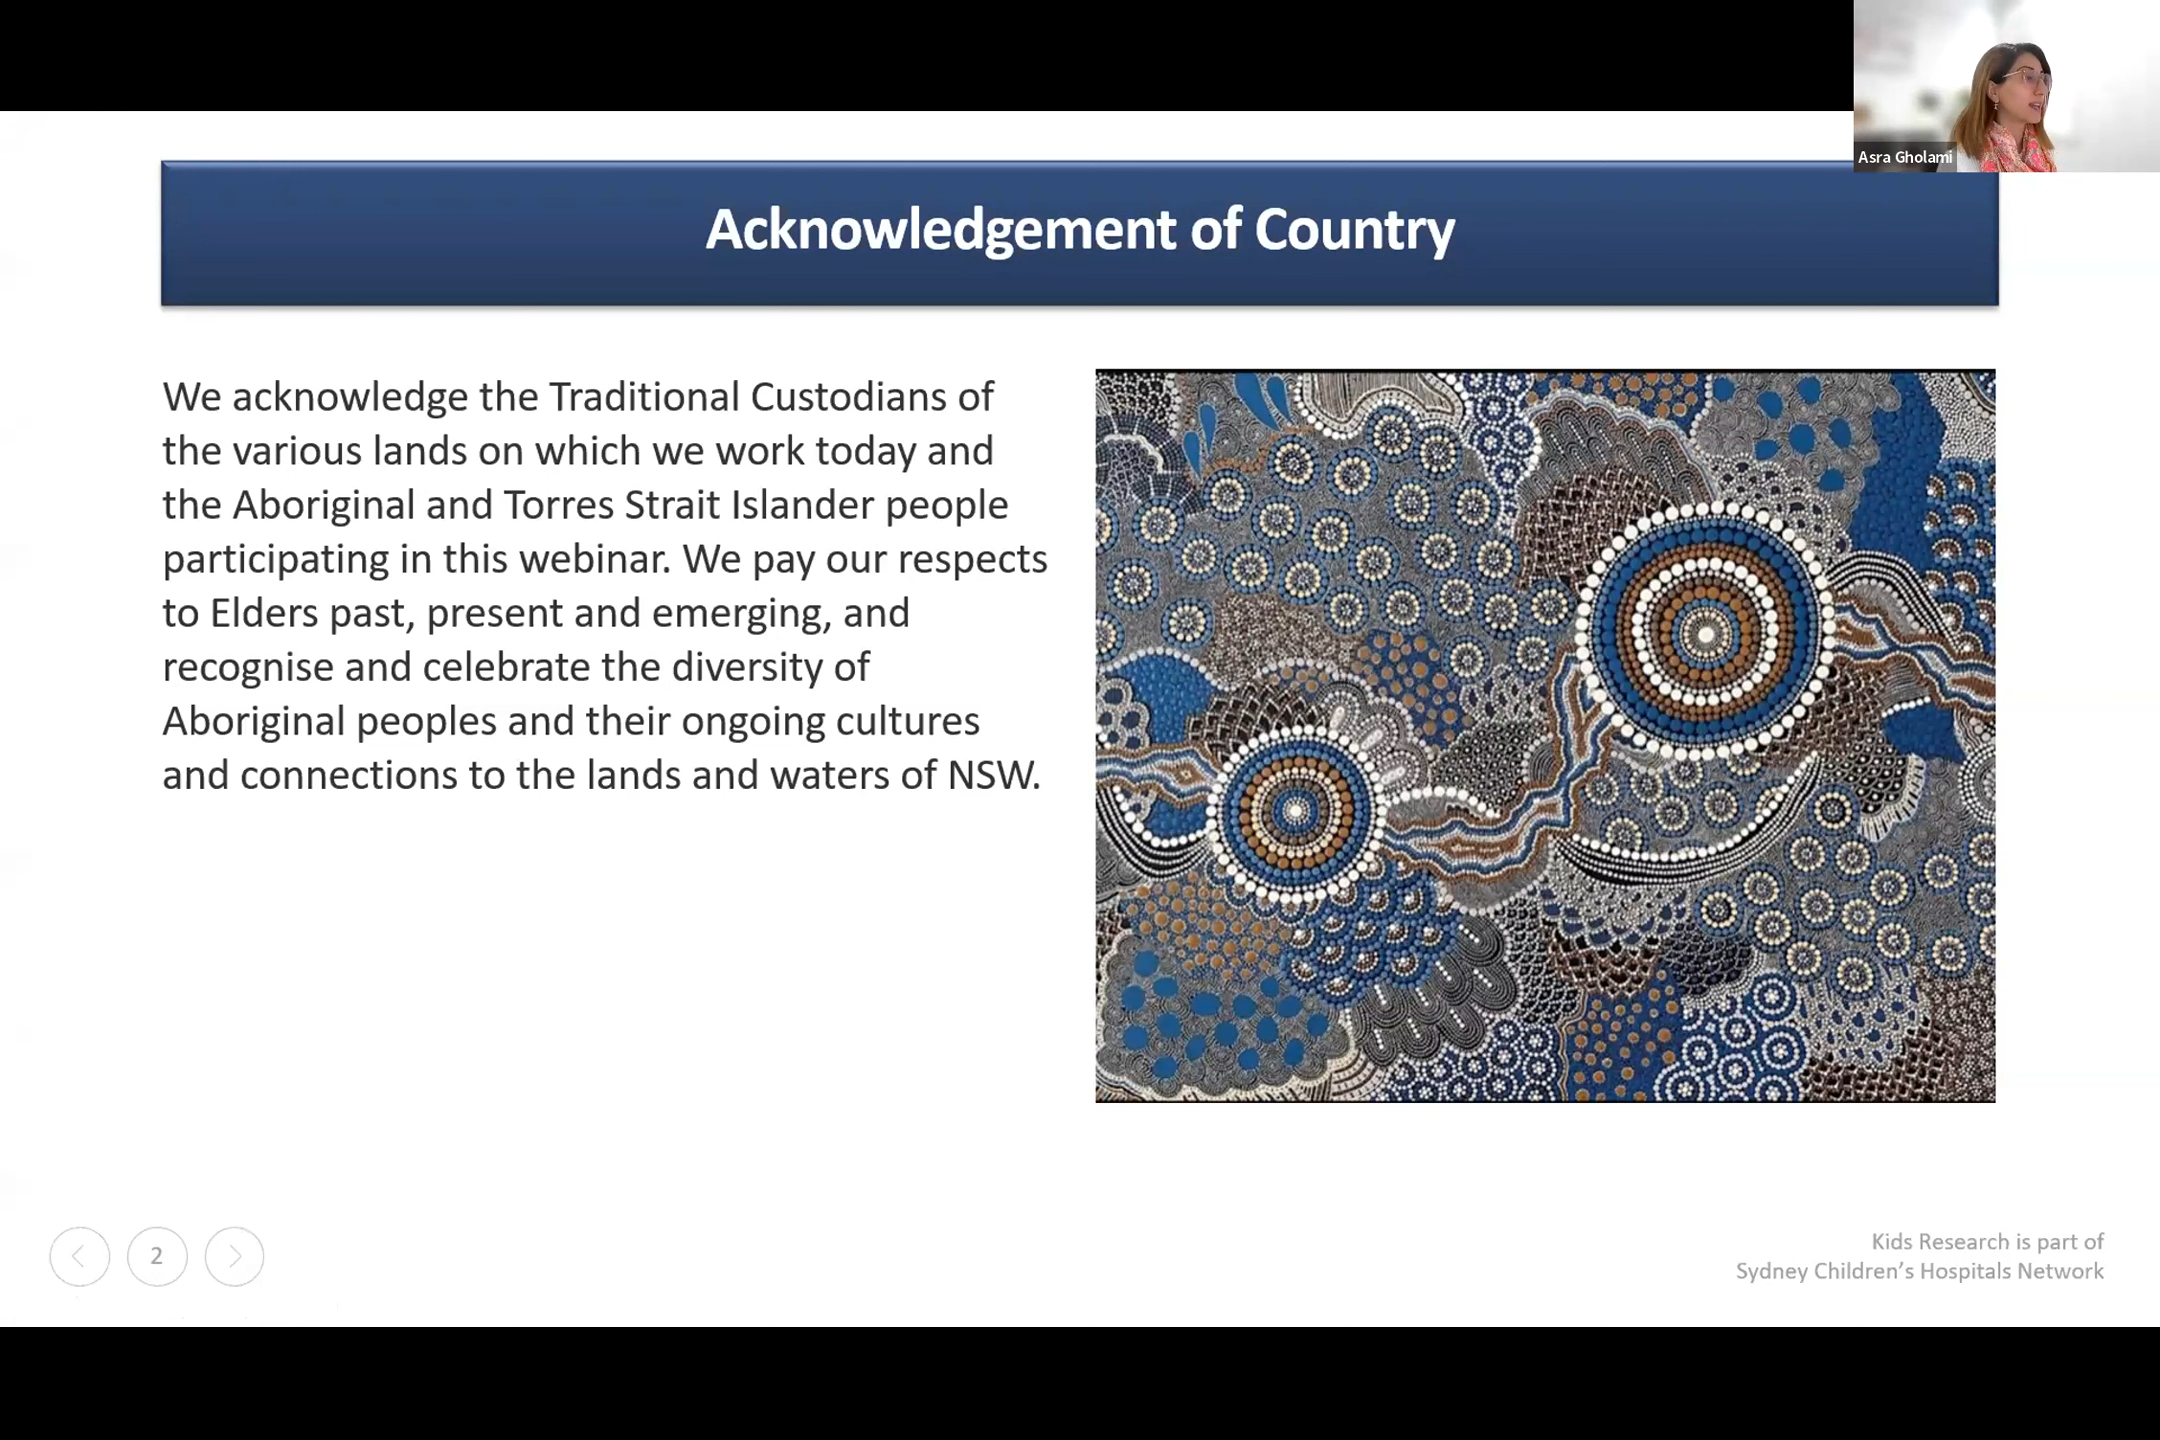 Asra Gholami
Acknowledgement of Country
We acknowledge the Traditional Custodians of
the various lands on which we work today and
the Aboriginal and Torres Strait Islander people
participating in this webinar. We pay our respects
to Elders past, present and emerging, and
recognise and celebrate the diversity of
Aboriginal peoples and their ongoing cultures
and connections to the lands and waters of NSW.
2
Kids Research is part of
Sydney Children’s Hospitals Network